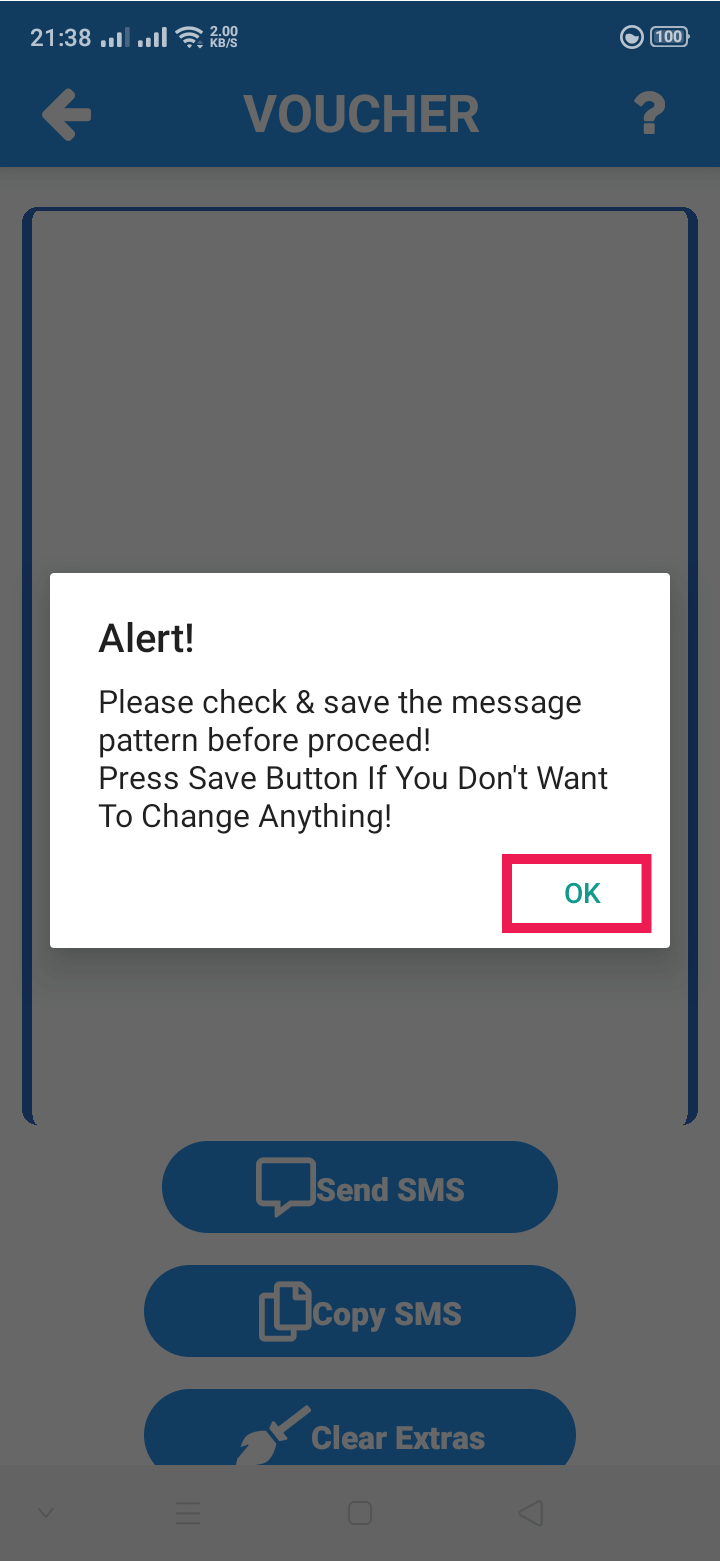 21:38 2.00 KB/S 100
VOUCHER ?
Alert!
Please check & save the message
pattern before proceed!
Press Save Button If You Don't Want
To Change Anything!
OK
Send SMS
Copy SMS
Clear Extras